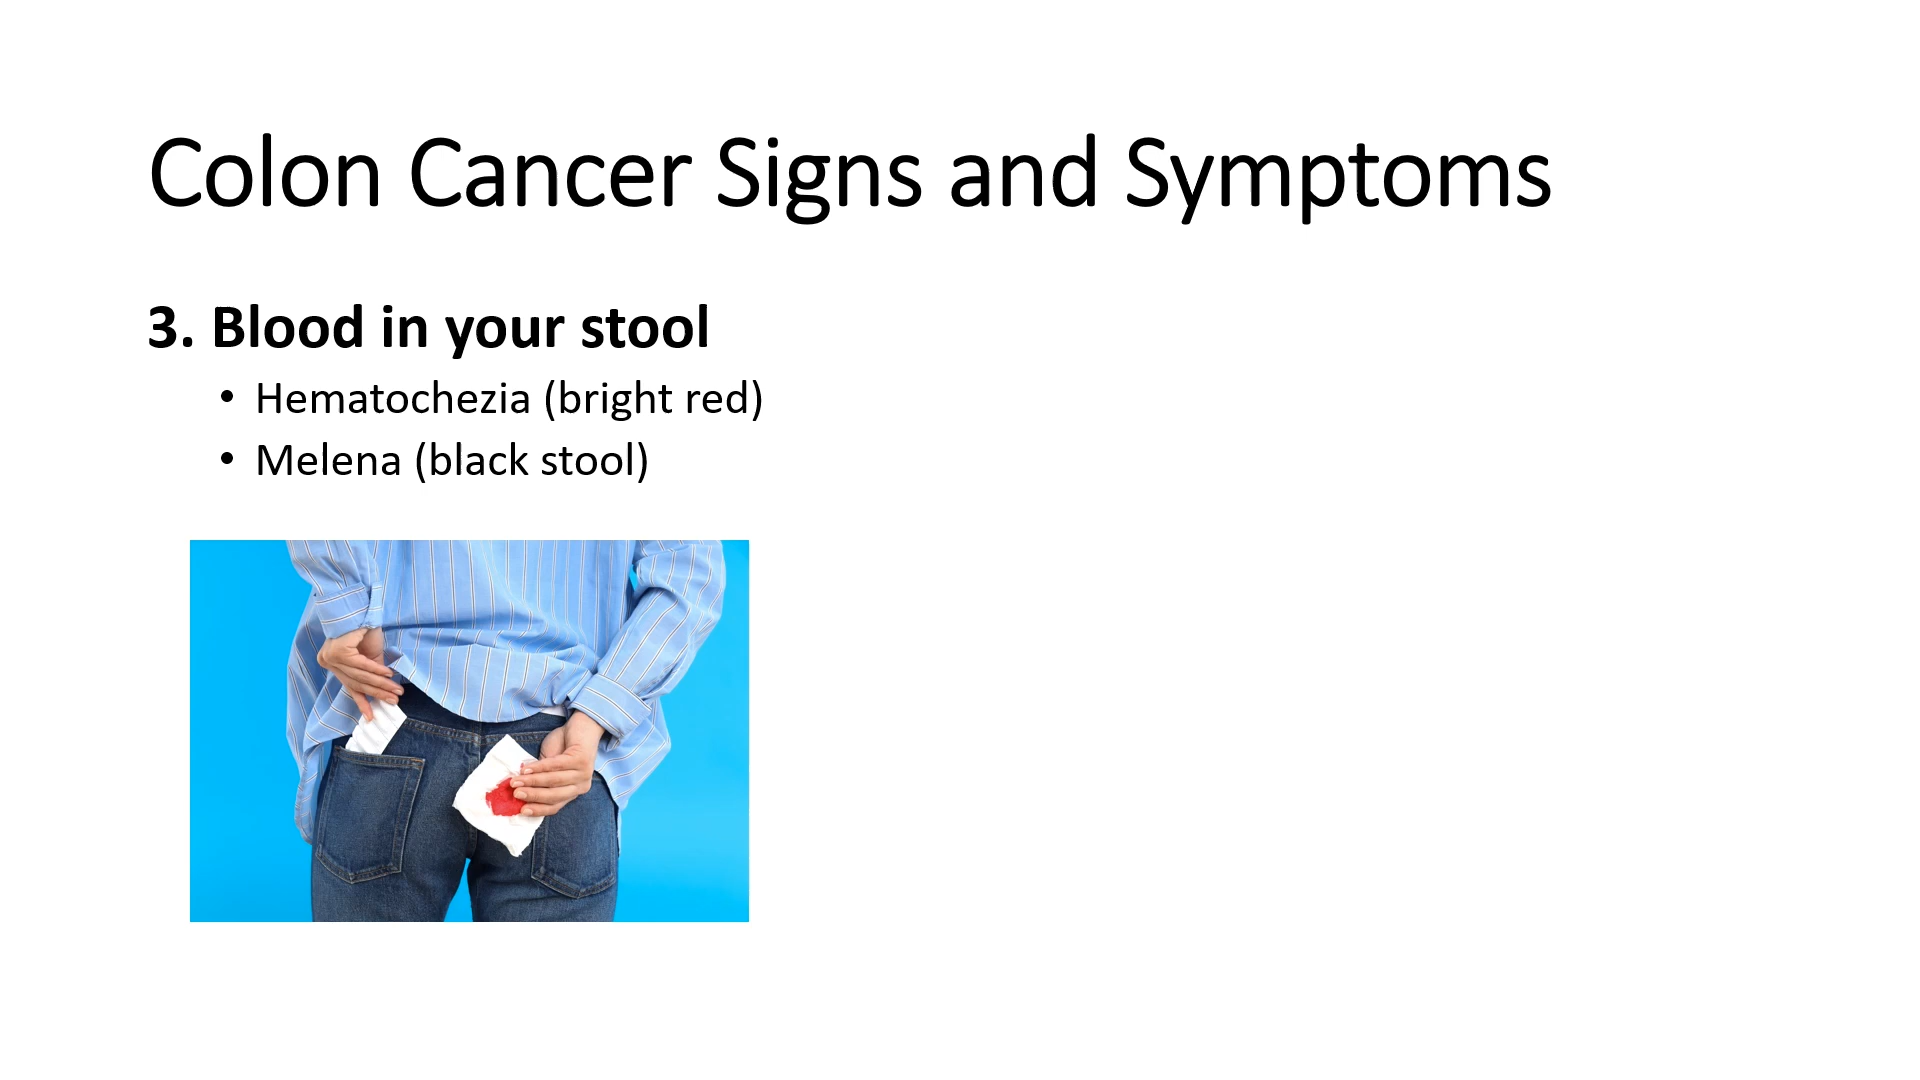 Colon Cancer Signs and Symptoms
3. Blood in your stool
• Hematochezia (bright red)
• Melena (black stool)